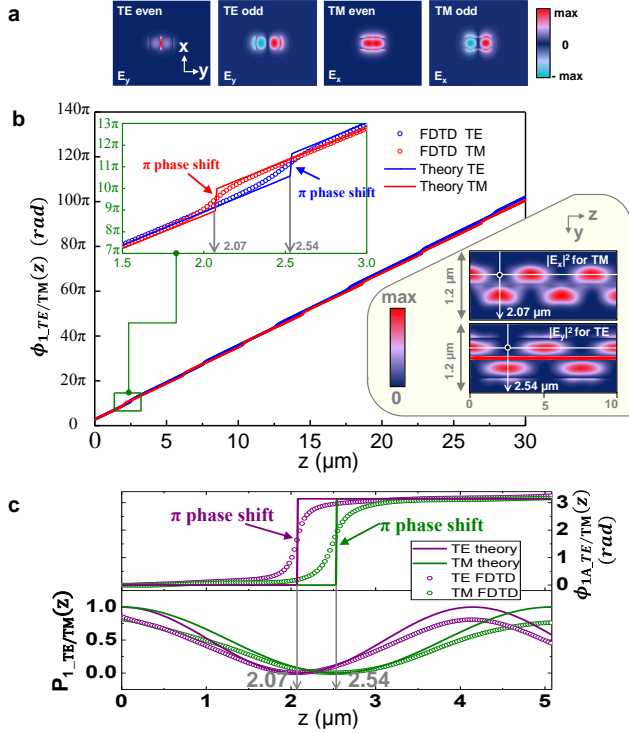 a
TE even
TE odd
TM even
TM odd
max
0
- max
x
y
E_y
E_y
E_x
E_x
b
140π
120π
100π
80π
60π
40π
20π
0
ϕ_{1_TE/TM}(z) (rad)
13π
12π
11π
10π
9π
8π
7π
1.5
2.0
2.5
3.0
π phase shift
π phase shift
2.07
2.54
FDTD TE
FDTD TM
Theory TE
Theory TM
z
y
max
0
1.2 μm
1.2 μm
|E_x|² for TM
2.07 μm
|E_y|² for TE
2.54 μm
0
5
10
0
5
10
15
20
25
30
z (μm)
c
π phase shift
π phase shift
3
2
1
0
ϕ_{1A_TE/TM}(z)
(rad)
TE theory
TM theory
TE FDTD
TM FDTD
1.0
0.5
0.0
P_{1_TE/TM}(z)
2.07
2.54
0
1
2
3
4
5
z (μm)